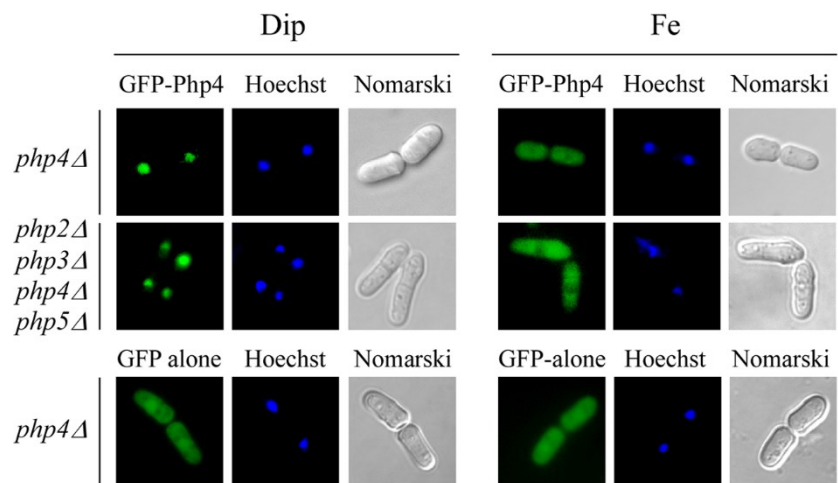 Dip Fe
GFP-Php4 Hoechst Nomarski GFP-Php4 Hoechst Nomarski
php4Δ
php2Δ
php3Δ
php4Δ
php5Δ
GFP alone Hoechst Nomarski GFP-alone Hoechst Nomarski
php4Δ